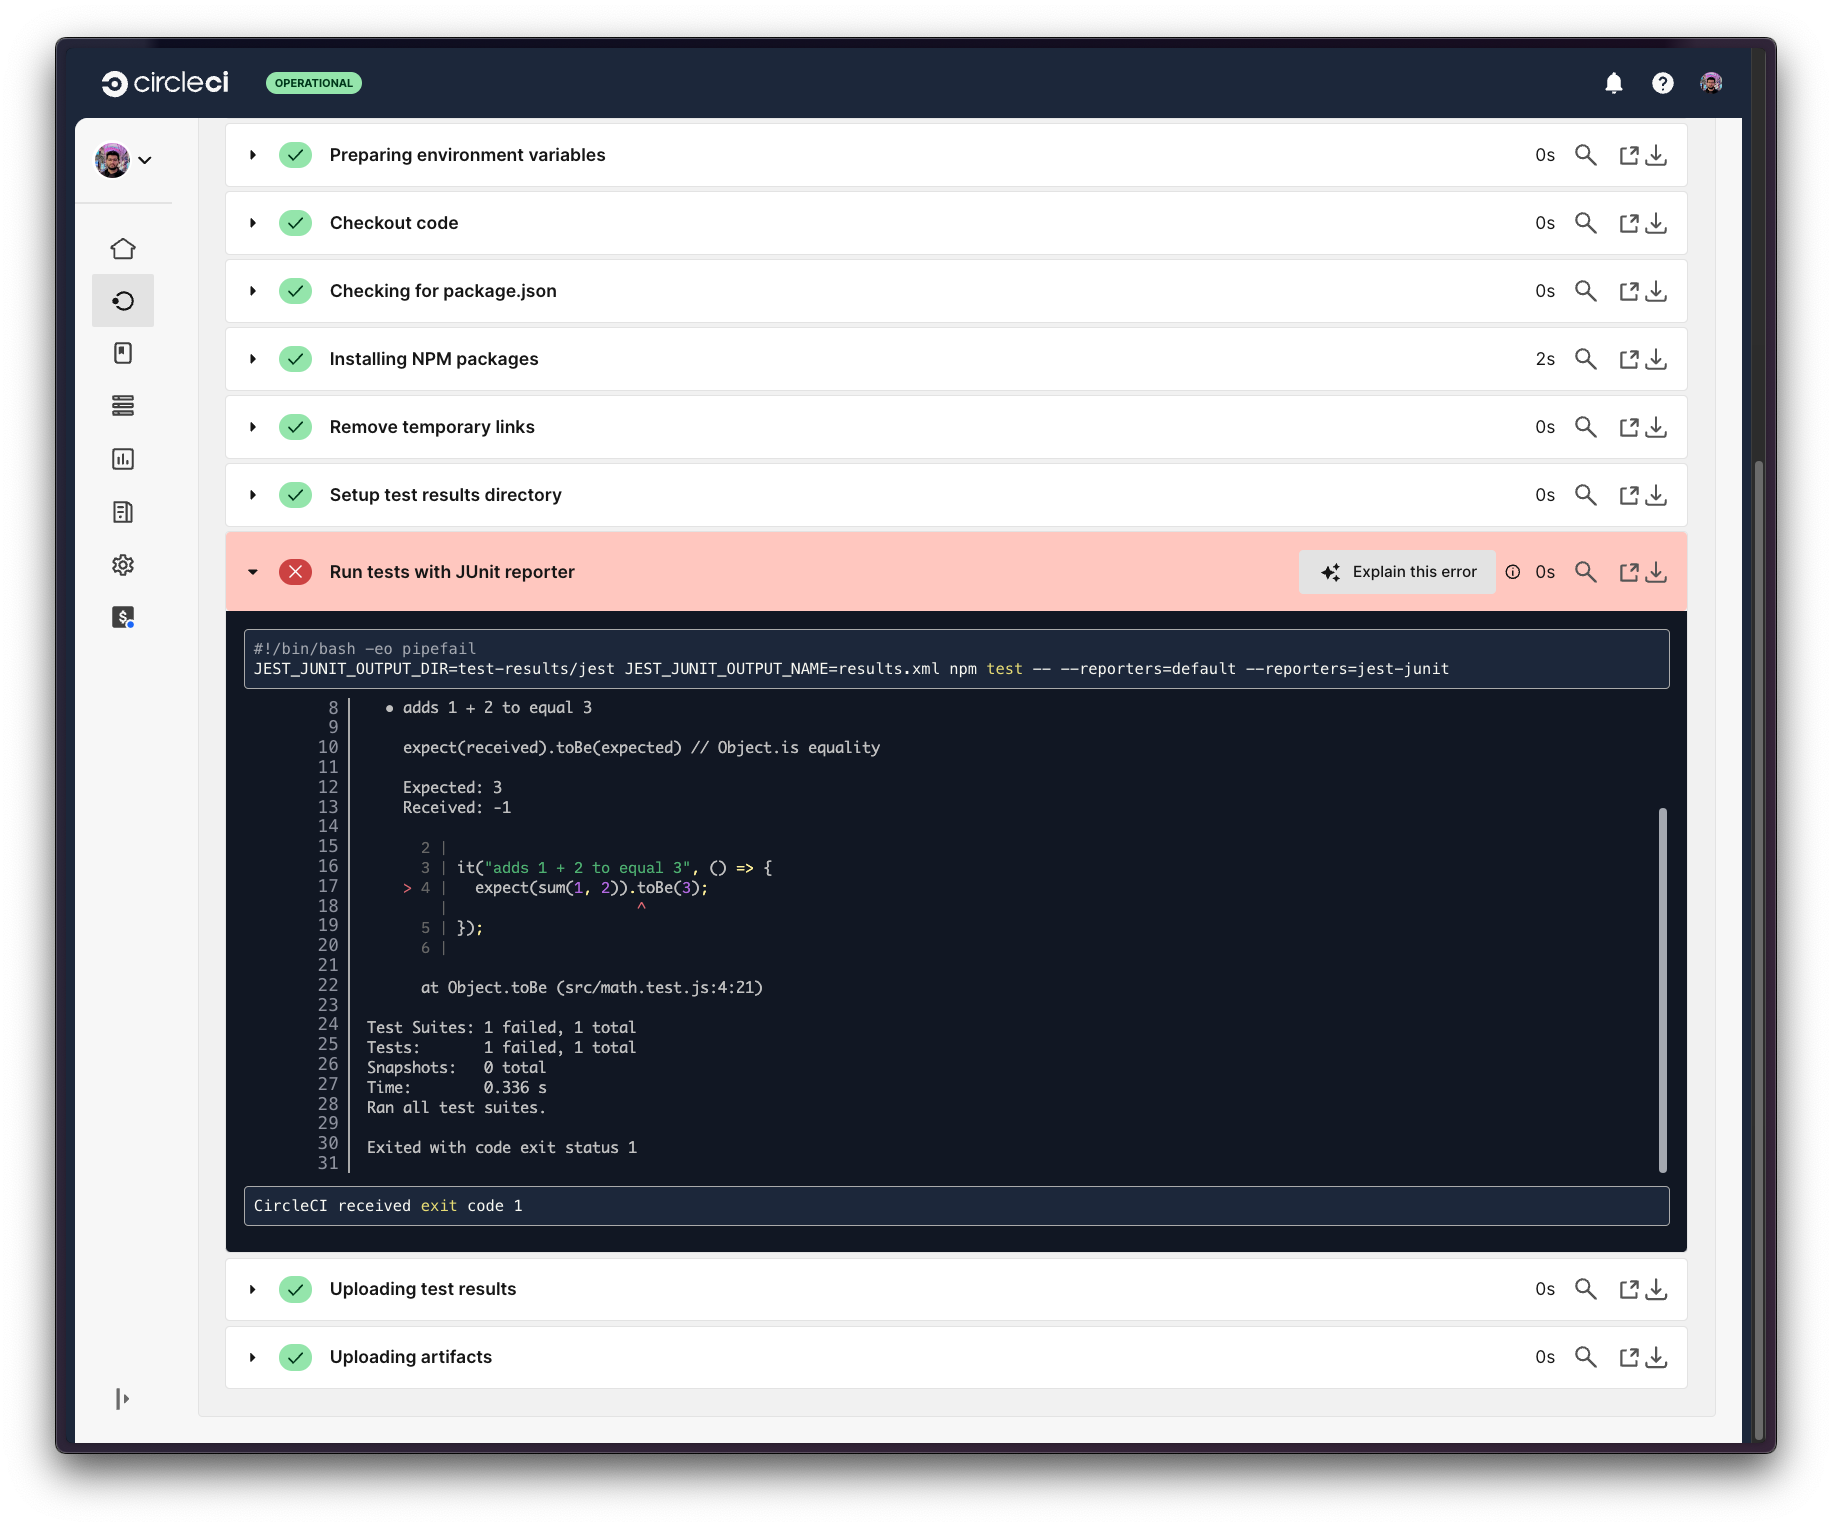 circleci OPERATIONAL
Preparing environment variables 0s
Checkout code 0s
Checking for package.json 0s
Installing NPM packages 2s
Remove temporary links 0s
Setup test results directory 0s
Run tests with JUnit reporter Explain this error 0s
#!/bin/bash -eo pipefail
JEST_JUNIT_OUTPUT_DIR=test-results/jest JEST_JUNIT_OUTPUT_NAME=results.xml npm test -- --reporters=default --reporters=jest-junit
8 ● adds 1 + 2 to equal 3
9
10 expect(received).toBe(expected) // Object.is equality
11
12 Expected: 3
13 Received: -1
14
15 2 |
16 3 | it("adds 1 + 2 to equal 3", () => {
17 > 4 | expect(sum(1, 2)).toBe(3);
18 | ^
19 5 | });
20 6 |
21
22 at Object.toBe (src/math.test.js:4:21)
23
24 Test Suites: 1 failed, 1 total
25 Tests: 1 failed, 1 total
26 Snapshots: 0 total
27 Time: 0.336 s
28 Ran all test suites.
29
30 Exited with code exit status 1
31
CircleCI received exit code 1
Uploading test results 0s
Uploading artifacts 0s